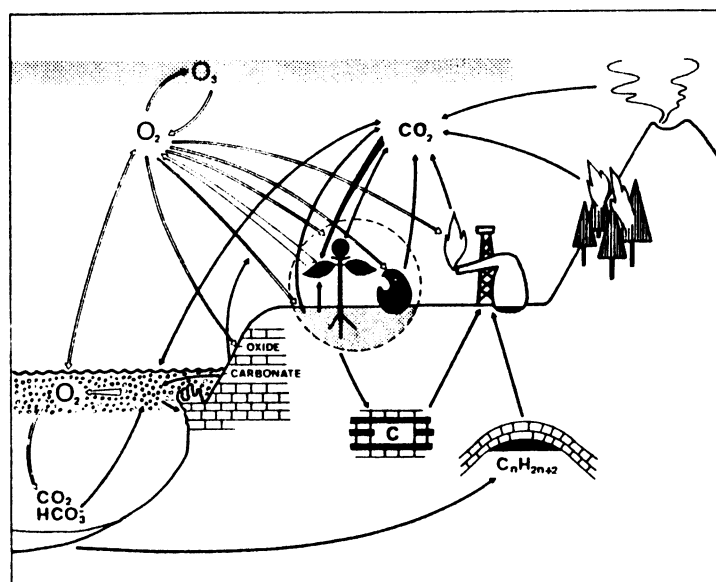 O₃
O₂
CO₂
OXIDE
CARBONATE
O₂
C
CₙH₂ₙ₊₂
CO₂
HCO₃⁻